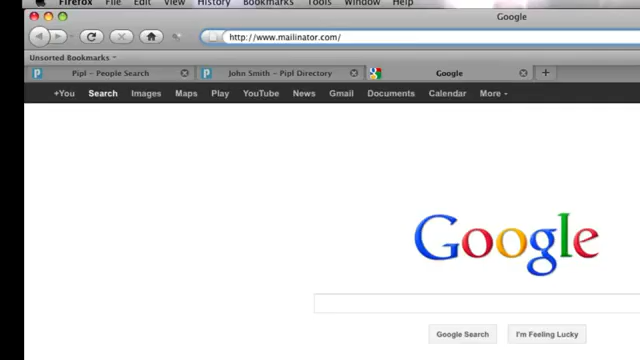 Firefox File Edit View History Bookmarks Tools Window Help
Google
http://www.mailinator.com/
Unsorted Bookmarks
Pipl - People Search John Smith - Pipl Directory Google
+You Search Images Maps Play YouTube News Gmail Documents Calendar More
Google
Google Search I'm Feeling Lucky